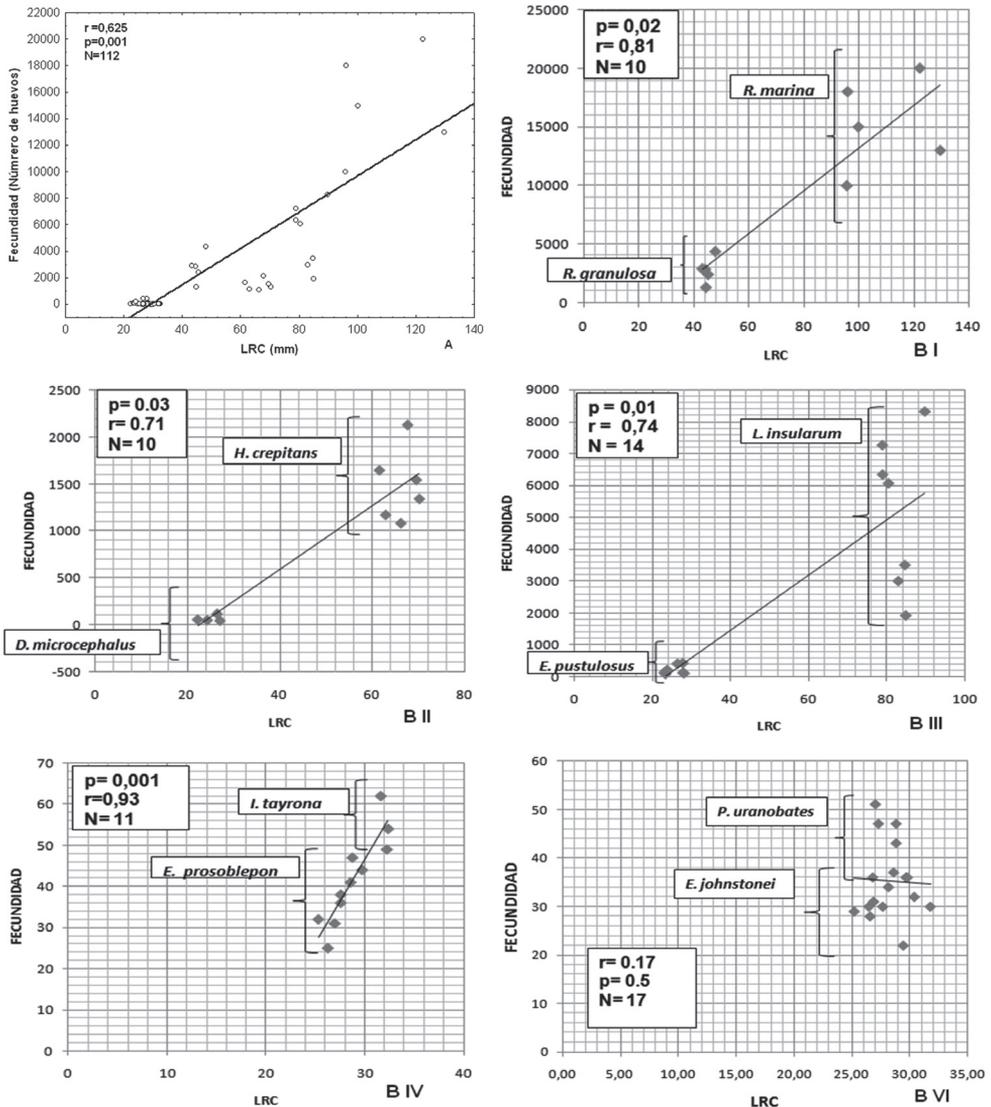 r =0,625
p=0,001
N=112
Fecundidad (Númrero de huevos)
22000
20000
18000
16000
14000
12000
10000
8000
6000
4000
2000
0
0
20
40
60
80
100
120
140
LRC (mm)
A
p= 0,02
r= 0,81
N= 10
R. marina
R. granulosa
FECUNDIDAD
25000
20000
15000
10000
5000
0
0
20
40
60
80
100
120
140
LRC
B I
p= 0.03
r= 0.71
N= 10
H. crepitans
D. microcephalus
FECUNDIDAD
2500
2000
1500
1000
500
0
-500
0
20
40
60
80
LRC
B II
p = 0,01
r = 0,74
N = 14
L. insularum
E. pustulosus
FECUNDIDAD
9000
8000
7000
6000
5000
4000
3000
2000
1000
0
0
20
40
60
80
100
LRC
B III
p= 0,001
r=0,93
N= 11
I. tayrona
E. prosoblepon
FECUNDIDAD
70
60
50
40
30
20
10
0
0
10
20
30
40
LRC
B IV
P. uranobates
E. johnstonei
r= 0.17
p= 0.5
N= 17
FECUNDIDAD
60
50
40
30
20
10
0
0,00
5,00
10,00
15,00
20,00
25,00
30,00
35,00
LRC
B VI